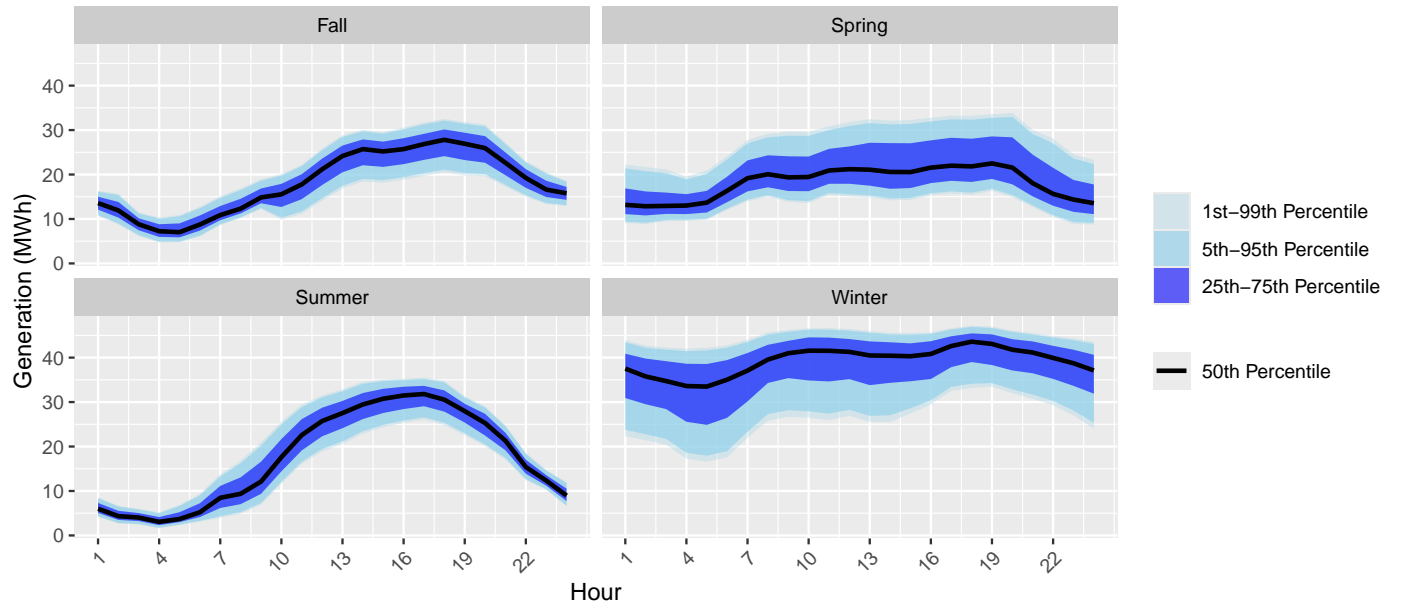 Fall
Spring
Generation (MWh)
40
30
20
10
0
Summer
Winter
40
30
20
10
0
1
4
7
10
13
16
19
22
1
4
7
10
13
16
19
22
Hour
1st−99th Percentile
5th−95th Percentile
25th−75th Percentile
50th Percentile